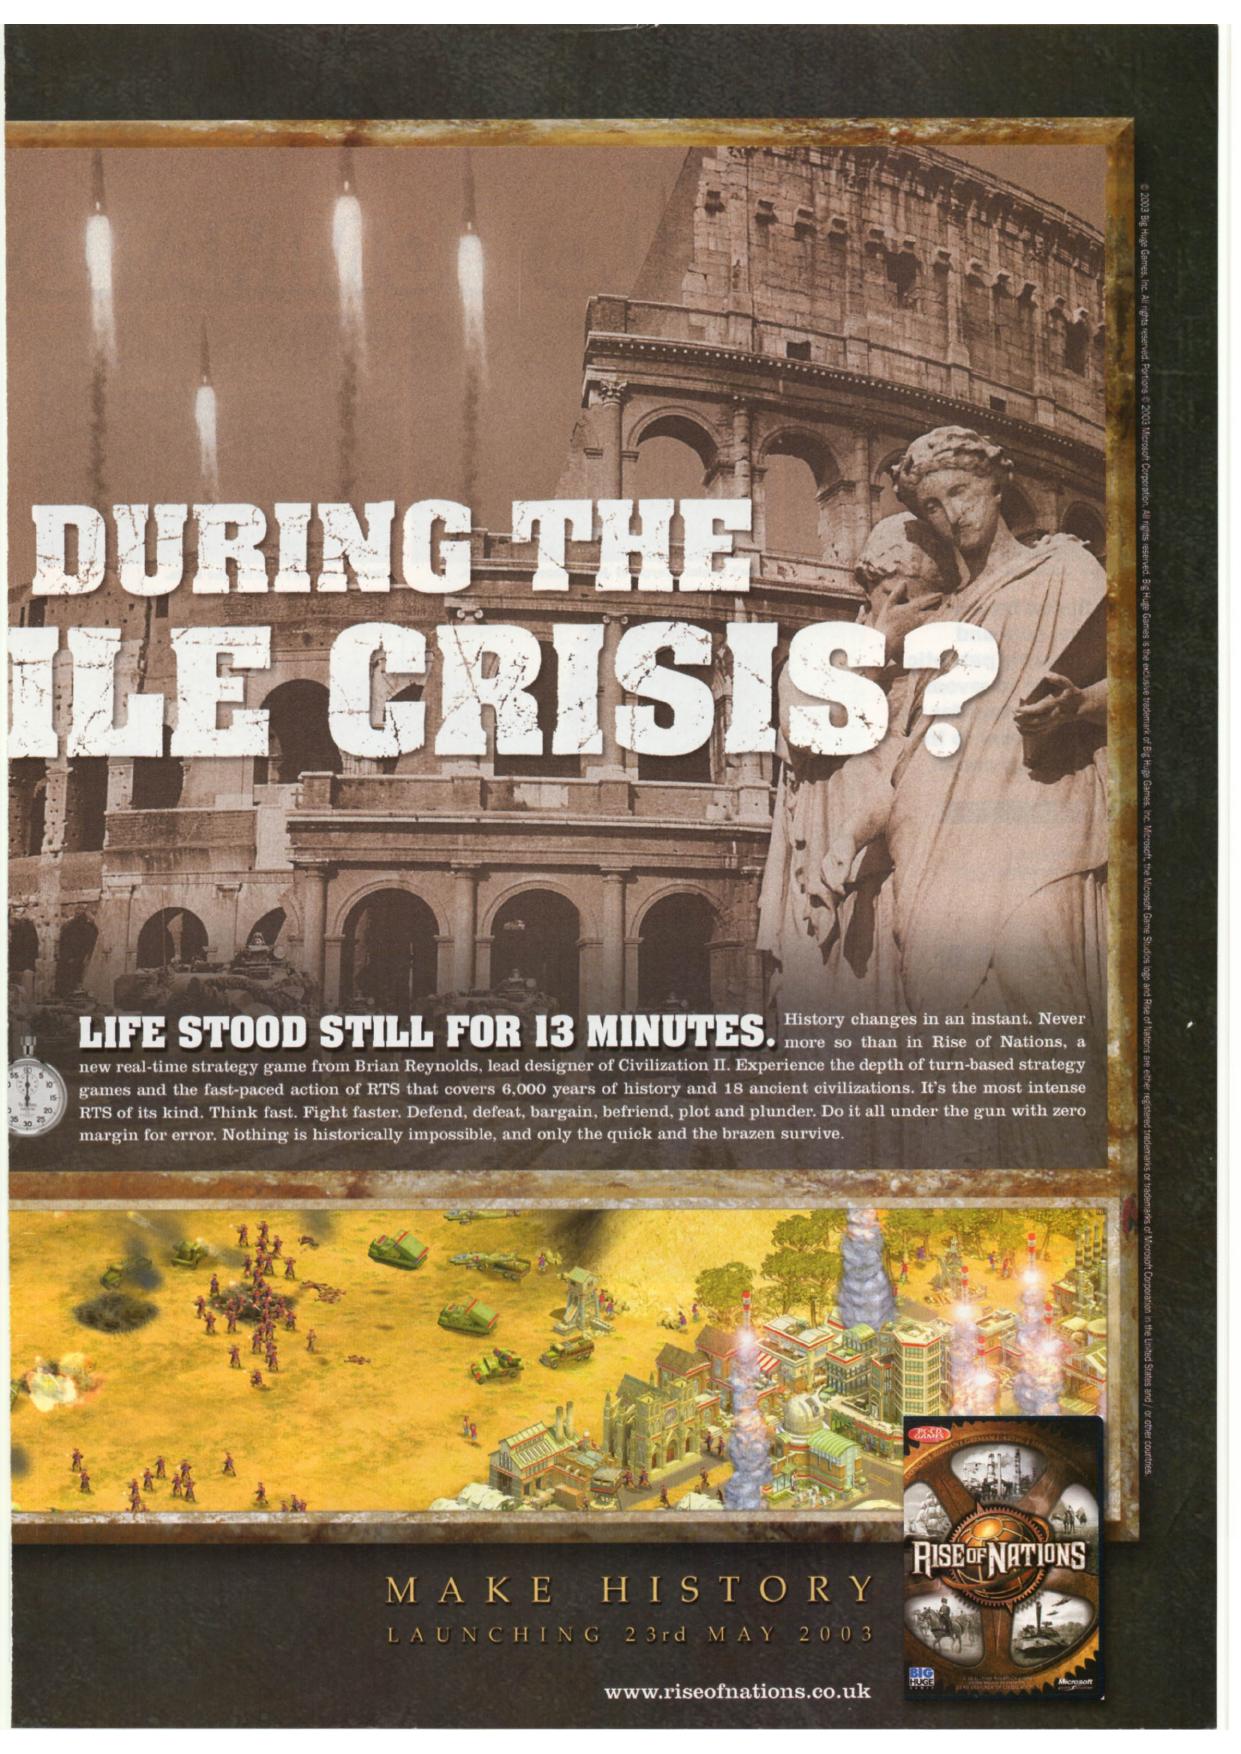 DURING THE
ILE CRISIS?
LIFE STOOD STILL FOR 13 MINUTES. History changes in an instant. Never
more so than in Rise of Nations, a
new real-time strategy game from Brian Reynolds, lead designer of Civilization II. Experience the depth of turn-based strategy
games and the fast-paced action of RTS that covers 6,000 years of history and 18 ancient civilizations. It's the most intense
RTS of its kind. Think fast. Fight faster. Defend, defeat, bargain, befriend, plot and plunder. Do it all under the gun with zero
margin for error. Nothing is historically impossible, and only the quick and the brazen survive.
MAKE HISTORY
LAUNCHING 23rd MAY 2003
www.riseofnations.co.uk
PC CD
GAMES
RISE OF NATIONS
BIG
HUGE
Microsoft
© 2003 Big Huge Games, Inc. All rights reserved. Portions © 2003 Microsoft Corporation. All rights reserved. Big Huge Games is the exclusive trademark of Big Huge Games, Inc. Microsoft, the Microsoft Game Studios logo and Rise of Nations are either registered trademarks or trademarks of Microsoft Corporation in the United States and / or other countries.